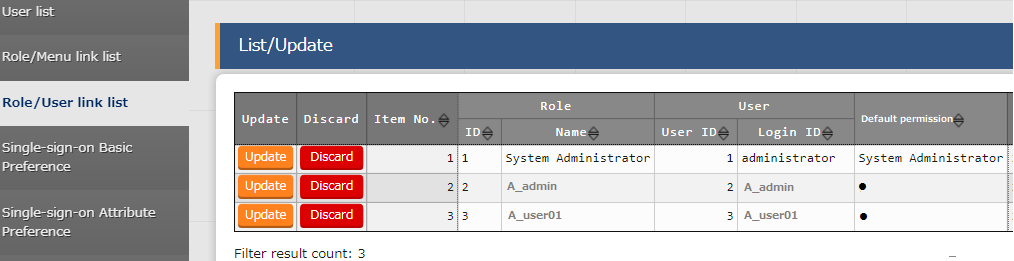 User list
Role/Menu link list
Role/User link list
Single-sign-on Basic
Preference
Single-sign-on Attribute
Preference
List/Update
Update Discard Item No. Role User Default permission
ID Name User ID Login ID
Update Discard 1 1 System Administrator 1 administrator System Administrator
Update Discard 2 2 A_admin 2 A_admin ●
Update Discard 3 3 A_user01 3 A_user01 ●
Filter result count: 3